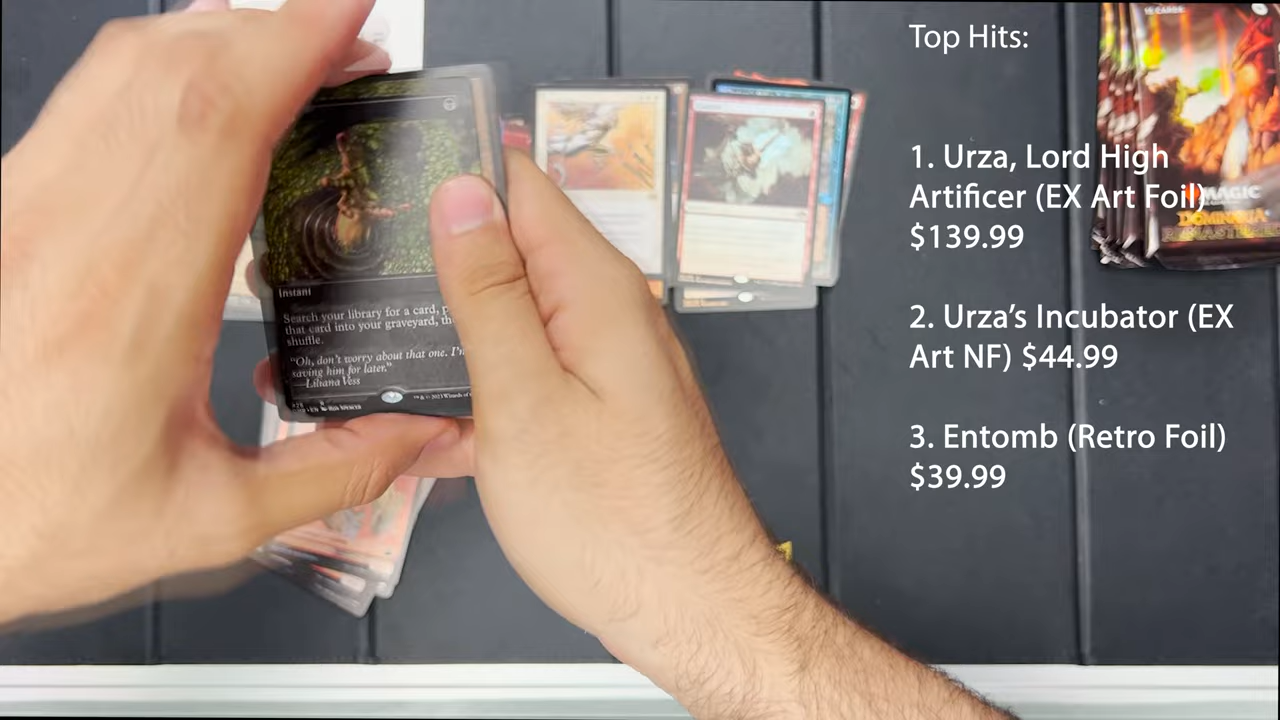 Top Hits:
1. Urza, Lord High
Artificer (EX Art Foil)
$139.99
2. Urza's Incubator (EX
Art NF) $44.99
3. Entomb (Retro Foil)
$39.99
MAGIC
DOMINARIA
REMASTERED
Instant
Search your library for a card, p
that card into your graveyard, th
shuffle.
"Oh, don't worry about that one. I'm
saving him for later."
—Liliana Vess